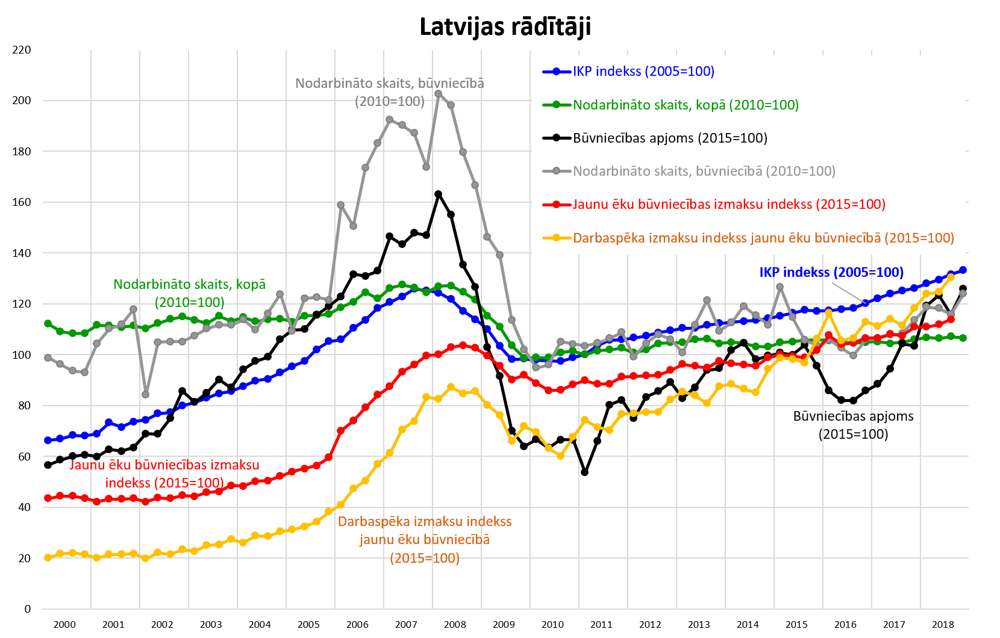 Latvijas rādītāji
220
200
180
160
140
120
100
80
60
40
20
0
Nodarbināto skaits, būvniecībā
(2010=100)
IKP indekss (2005=100)
Nodarbināto skaits, kopā (2010=100)
Būvniecības apjoms (2015=100)
Nodarbināto skaits, būvniecībā (2010=100)
Jaunu ēku būvniecības izmaksu indekss (2015=100)
Darbaspēka izmaksu indekss jaunu ēku būvniecībā (2015=100)
IKP indekss (2005=100)
Nodarbināto skaits, kopā
(2010=100)
Būvniecības apjoms
(2015=100)
Jaunu ēku būvniecības izmaksu
indekss (2015=100)
Darbaspēka izmaksu indekss
jaunu ēku būvniecībā
(2015=100)
2000 2001 2002 2003 2004 2005 2006 2007 2008 2009 2010 2011 2012 2013 2014 2015 2016 2017 2018